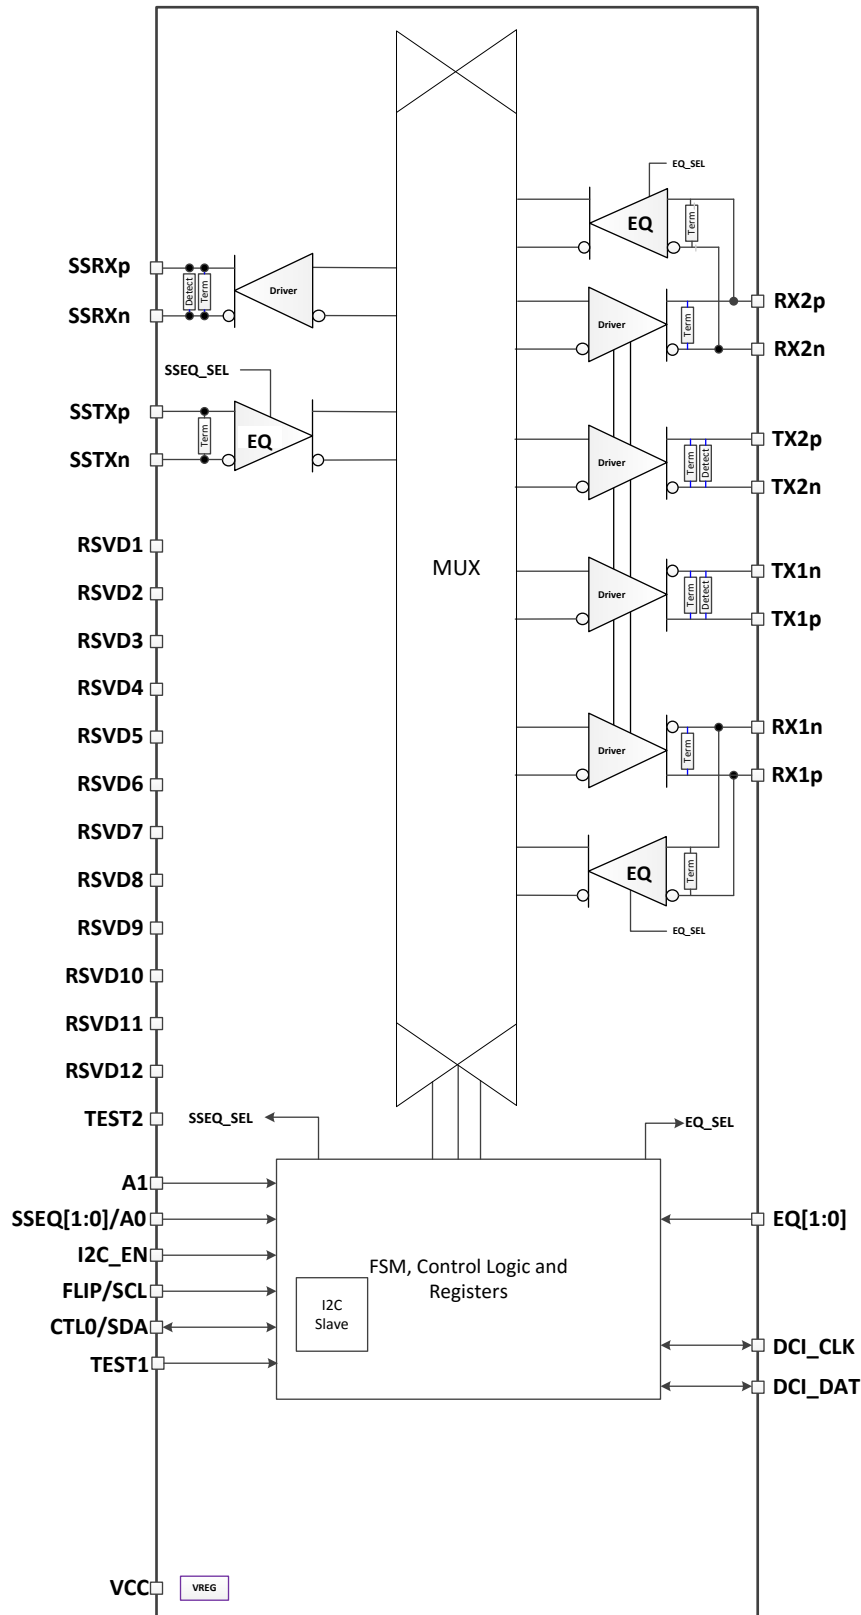 EQ_SEL
EQ
Term
SSRXp
Detect
Term
Driver
SSRXn
Driver
Term
RX2p
RX2n
SSEQ_SEL
SSTXp
Term
EQ
SSTXn
Driver
Term
Detect
TX2p
TX2n
RSVD1
RSVD2
RSVD3
RSVD4
RSVD5
RSVD6
RSVD7
RSVD8
RSVD9
RSVD10
RSVD11
RSVD12
MUX
Driver
Term
Detect
TX1n
TX1p
Driver
Term
RX1n
RX1p
EQ
Term
EQ_SEL
TEST2
SSEQ_SEL
EQ_SEL
A1
SSEQ[1:0]/A0
I2C_EN
FLIP/SCL
CTL0/SDA
TEST1
FSM, Control Logic and
Registers
I2C
Slave
EQ[1:0]
DCI_CLK
DCI_DAT
VCC
VREG